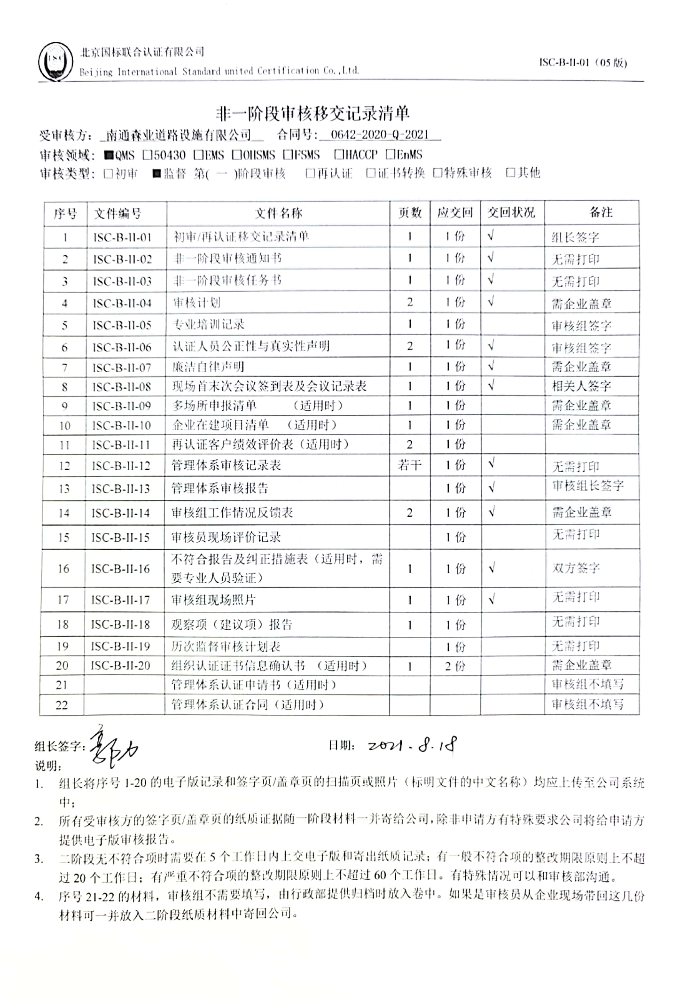 ISC
北京国标联合认证有限公司
Beijing International Standard united Certification Co.,Ltd.
ISC-B-II-01（05 版)
非一阶段审核移交记录清单
受审核方： 南通森业道路设施有限公司 合同号： 0642-2020-Q-2021
审核领域：■QMS □50430 □EMS □OHSMS □FSMS □HACCP □EnMS
审核类型：□初审 ■监督 第( 一 )阶段审核 □再认证 □证书转换 □特殊审核 □其他
序号 文件编号 文件名称 页数 应交回 交回状况 备注
1 ISC-B-II-01 初审/再认证移交记录清单 1 1 份 √ 组长签字
2 ISC-B-II-02 非一阶段审核通知书 1 1 份 √ 无需打印
3 ISC-B-II-03 非一阶段审核任务书 1 1 份 √ 无需打印
4 ISC-B-II-04 审核计划 2 1 份 √ 需企业盖章
5 ISC-B-II-05 专业培训记录 1 1 份 审核组签字
6 ISC-B-II-06 认证人员公正性与真实性声明 2 1 份 √ 审核组签字
7 ISC-B-II-07 廉洁自律声明 1 1 份 √ 需企业盖章
8 ISC-B-II-08 现场首末次会议签到表及会议记录表 1 1 份 √ 相关人签字
9 ISC-B-II-09 多场所申报清单 （适用时） 1 1 份 需企业盖章
10 ISC-B-II-10 企业在建项目清单 （适用时） 1 1 份 需企业盖章
11 ISC-B-II-11 再认证客户绩效评价表（适用时） 2 1 份
12 ISC-B-II-12 管理体系审核记录表 若干 1 份 √ 无需打印
13 ISC-B-II-13 管理体系审核报告 1 份 √ 审核组长签字
14 ISC-B-II-14 审核组工作情况反馈表 2 1 份 √ 需企业盖章
15 ISC-B-II-15 审核员现场评价记录 1 份 无需打印
16 ISC-B-II-16 不符合报告及纠正措施表（适用时，需 1 1 份 √ 双方签字
要专业人员验证）
17 ISC-B-II-17 审核组现场照片 1 1 份 √ 无需打印
18 ISC-B-II-18 观察项（建议项）报告 1 1 份 无需打印
19 ISC-B-II-19 历次监督审核计划表 1 份 无需打印
20 ISC-B-II-20 组织认证证书信息确认书 （适用时） 1 2 份 需企业盖章
21 管理体系认证申请书（适用时） 审核组不填写
22 管理体系认证合同（适用时） 审核组不填写
组长签字：郭力 日期： 2021.8.18
说明：
1. 组长将序号 1-20 的电子版记录和签字页/盖章页的扫描页或照片（标明文件的中文名称）均应上传至公司系统
中；
2. 所有受审核方的签字页/盖章页的纸质证据随一阶段材料一并寄给公司，除非申请方有特殊要求公司将给申请方
提供电子版审核报告。
3. 二阶段无不符合项时需要在 5 个工作日内上交电子版和寄出纸质记录；有一般不符合项的整改期限原则上不超
过 20 个工作日；有严重不符合项的整改期限原则上不超过 60 个工作日。有特殊情况可以和审核部沟通。
4. 序号 21-22 的材料，审核组不需要填写，由行政部提供归档时放入卷中。如果是审核员从企业现场带回这几份
材料可一并放入二阶段纸质材料中寄回公司。